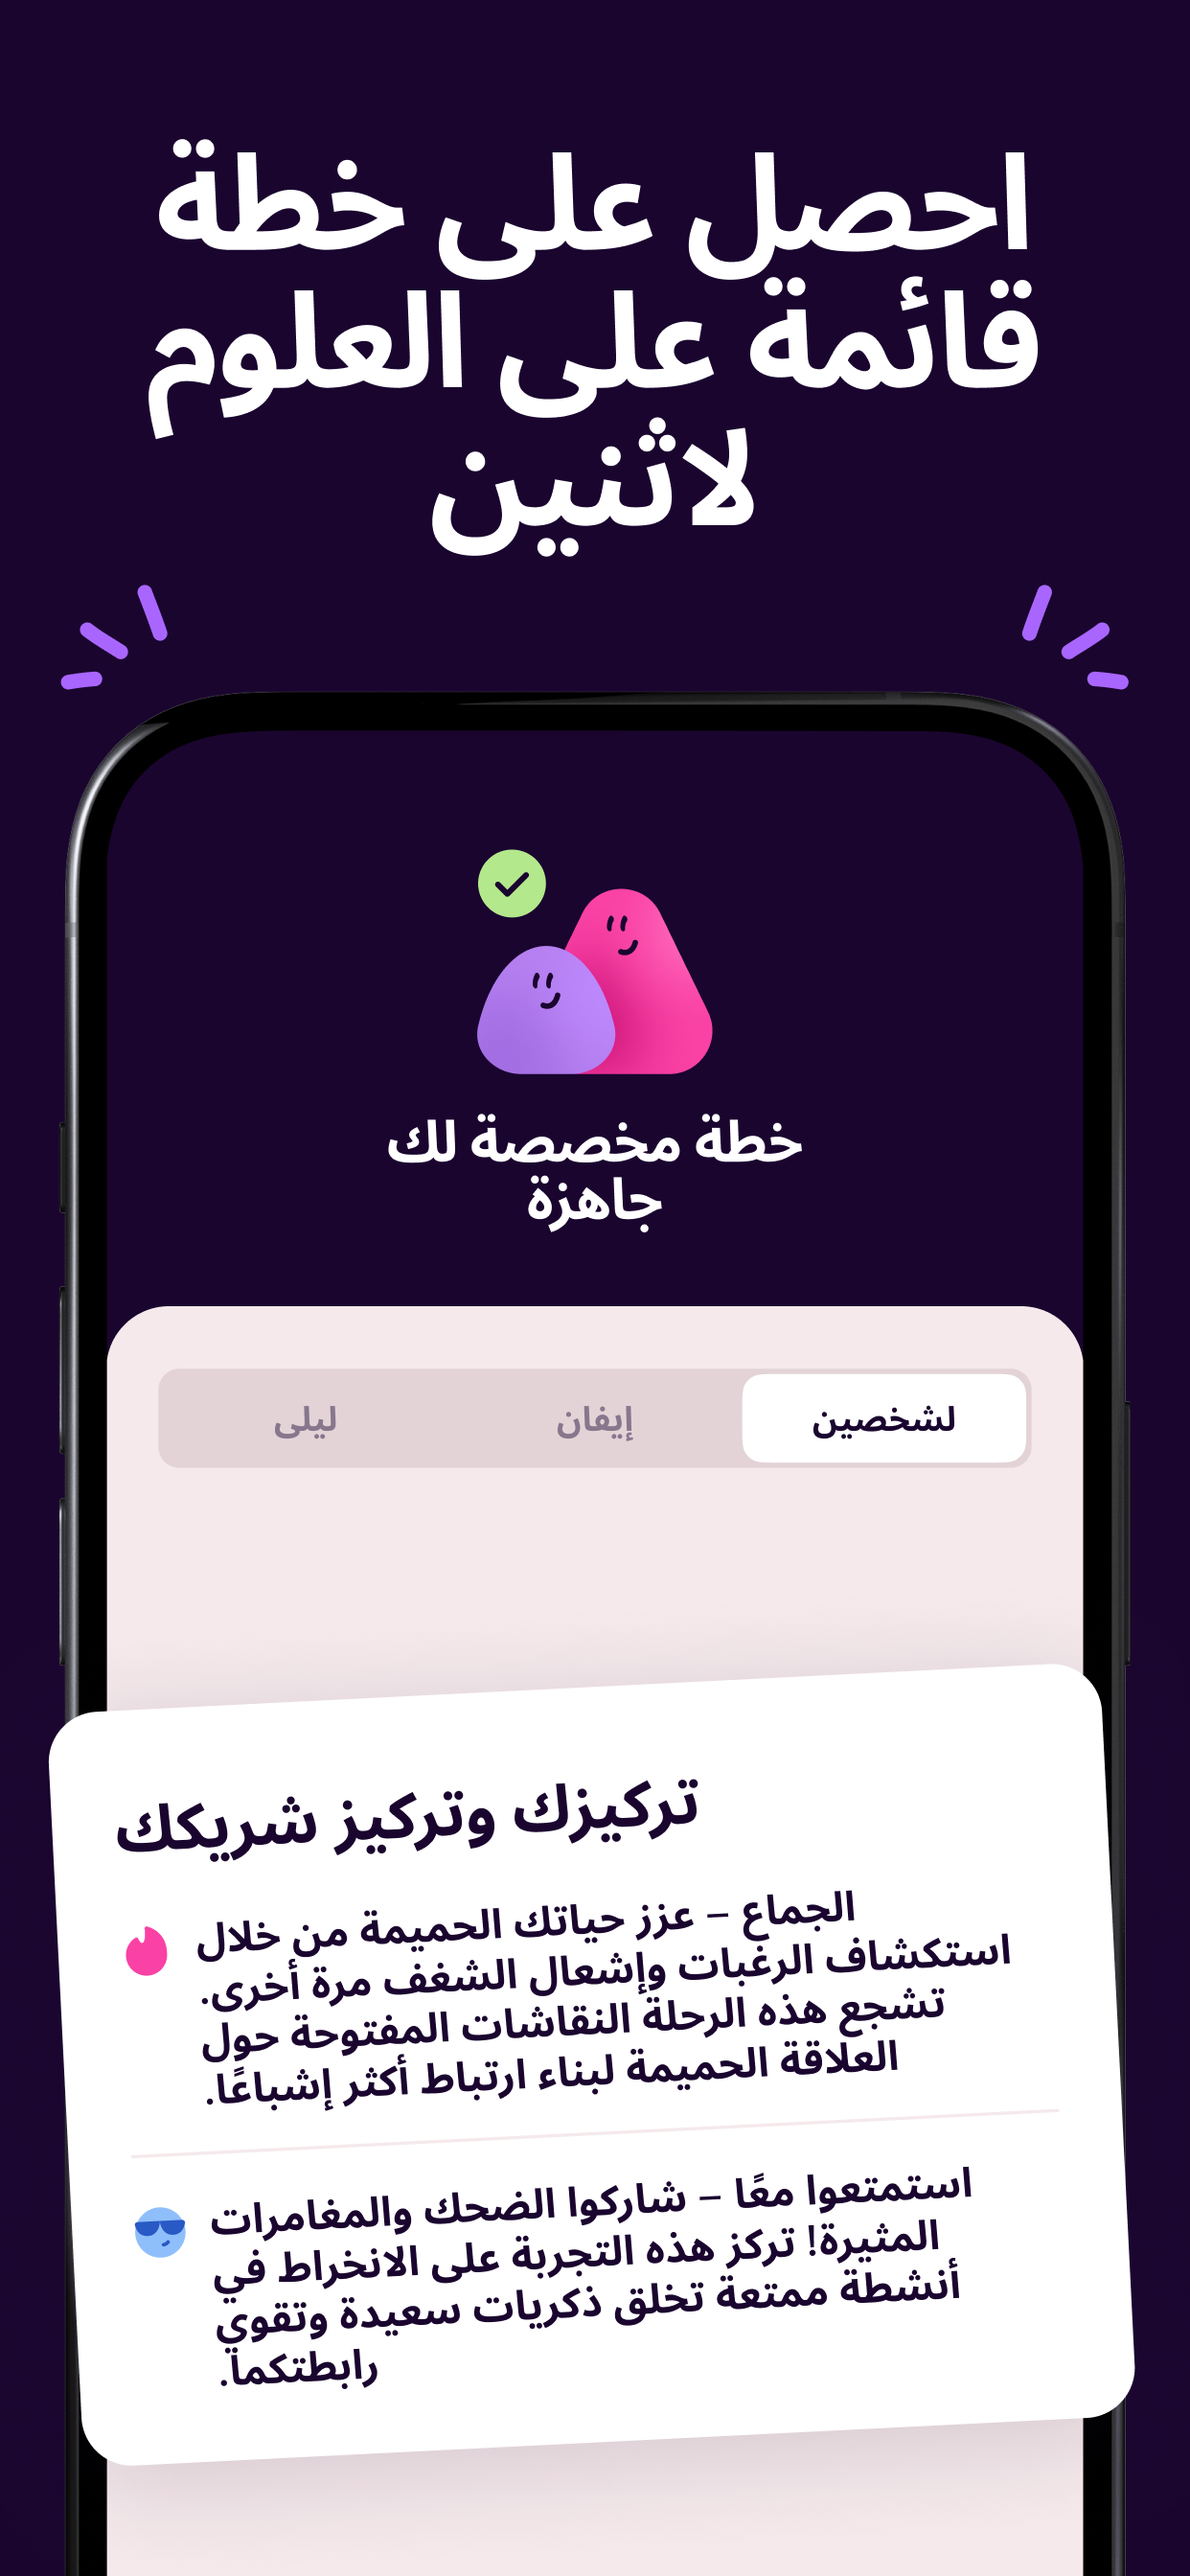 احصل على خطة
قائمة على العلوم
لاثنين
خطة مخصصة لك
جاهزة
لشخصين
إيفان
ليلى
تركيزك وتركيز شريكك
الجماع – عزز حياتك الحميمة من خلال
استكشاف الرغبات وإشعال الشغف مرة أخرى.
تشجع هذه الرحلة النقاشات المفتوحة حول
العلاقة الحميمة لبناء ارتباط أكثر إشباعًا.
استمتعوا معًا – شاركوا الضحك والمغامرات
المثيرة! تركز هذه التجربة على الانخراط في
أنشطة ممتعة تخلق ذكريات سعيدة وتقوي
رابطتكما.